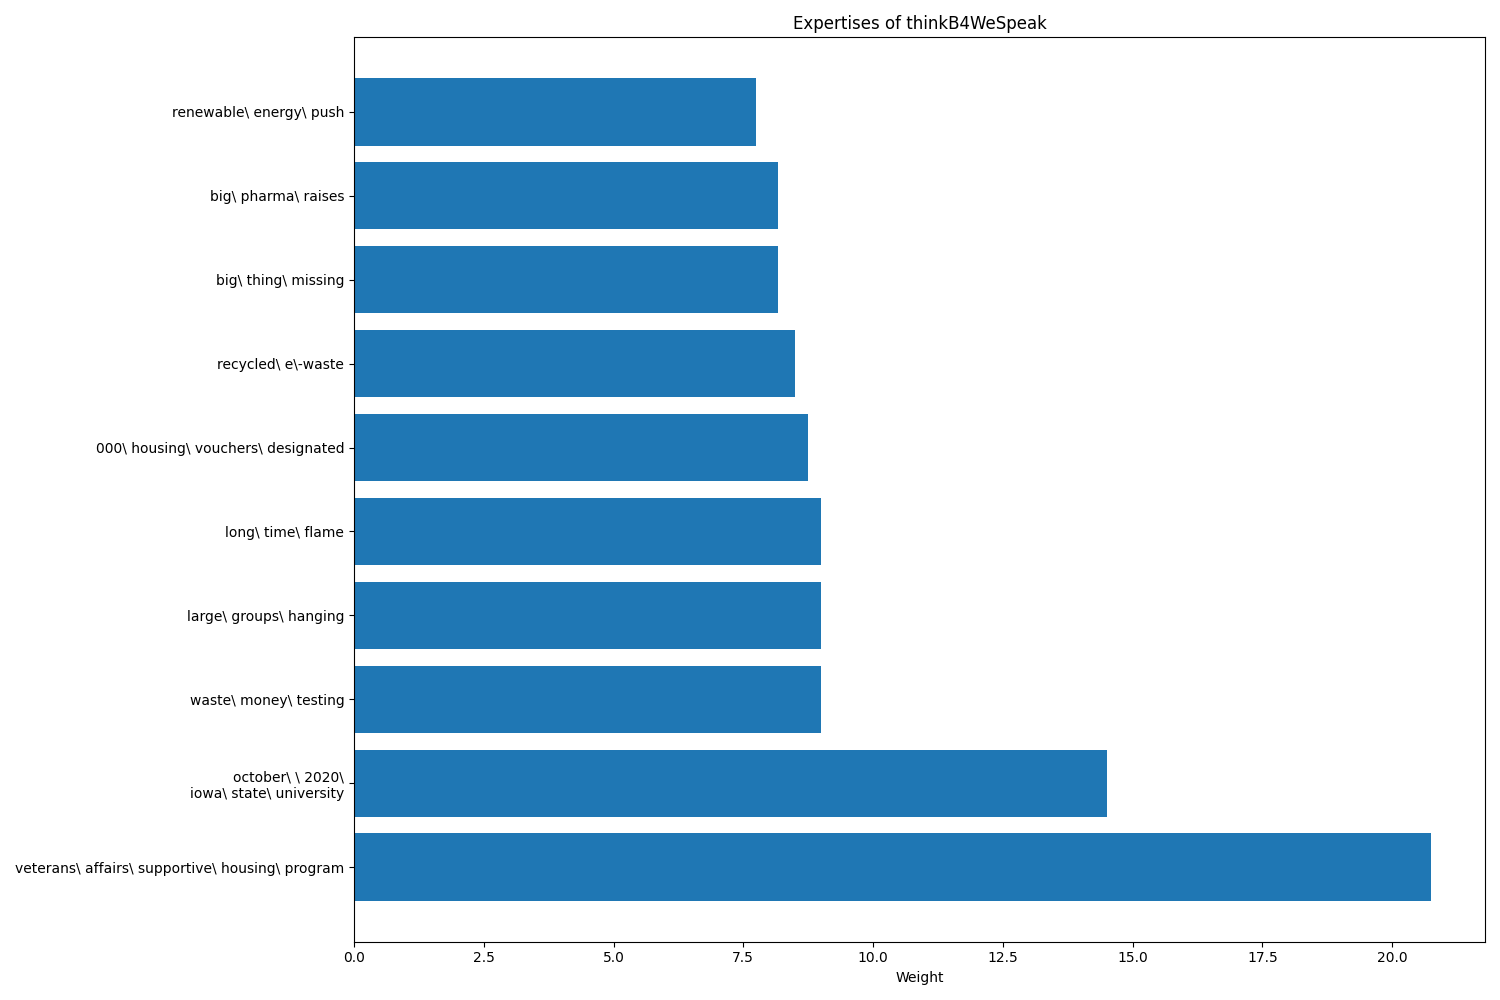 Expertises of thinkB4WeSpeak
renewable\ energy\ push
big\ pharma\ raises
big\ thing\ missing
recycled\ e\-waste
000\ housing\ vouchers\ designated
long\ time\ flame
large\ groups\ hanging
waste\ money\ testing
october\ \ 2020\
iowa\ state\ university
veterans\ affairs\ supportive\ housing\ program
0.0 2.5 5.0 7.5 10.0 12.5 15.0 17.5 20.0
Weight